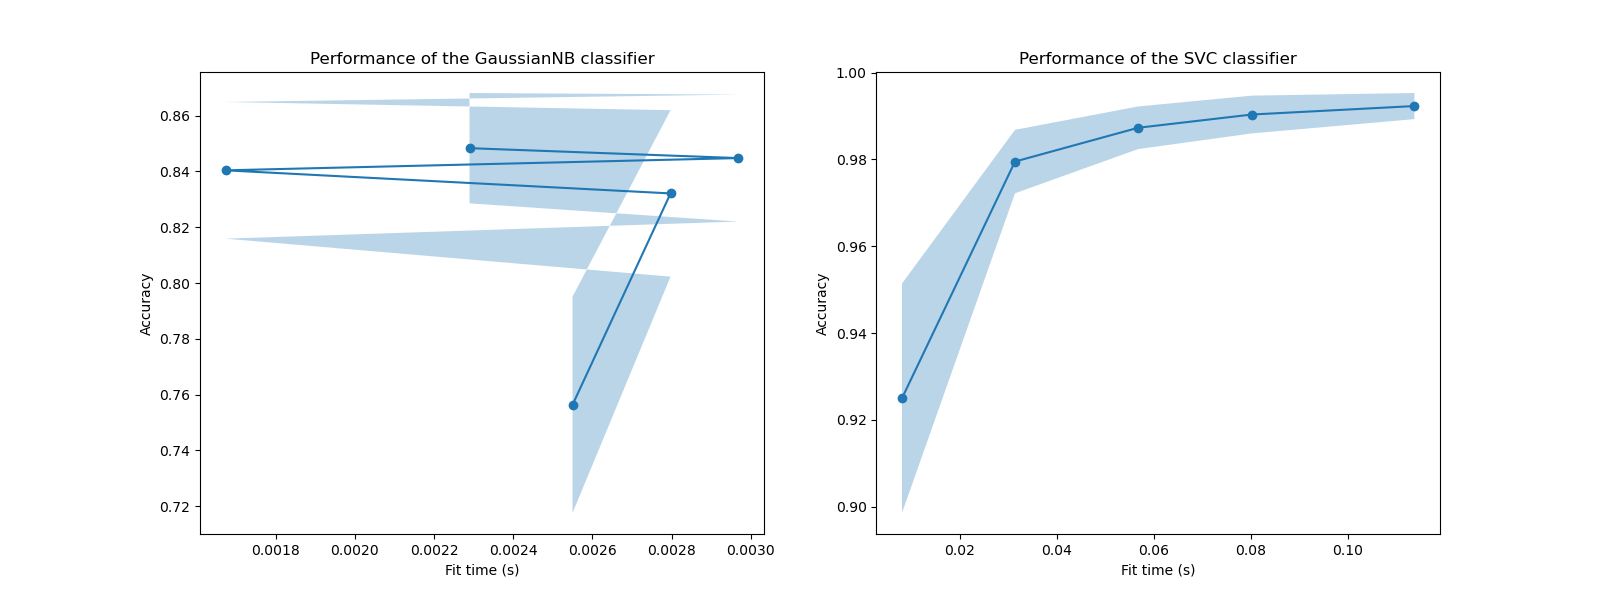 Performance of the GaussianNB classifier
0.86
0.84
0.82
0.80
0.78
0.76
0.74
0.72
Accuracy
0.0018 0.0020 0.0022 0.0024 0.0026 0.0028 0.0030
Fit time (s)
Performance of the SVC classifier
1.00
0.98
0.96
0.94
0.92
0.90
Accuracy
0.02 0.04 0.06 0.08 0.10
Fit time (s)